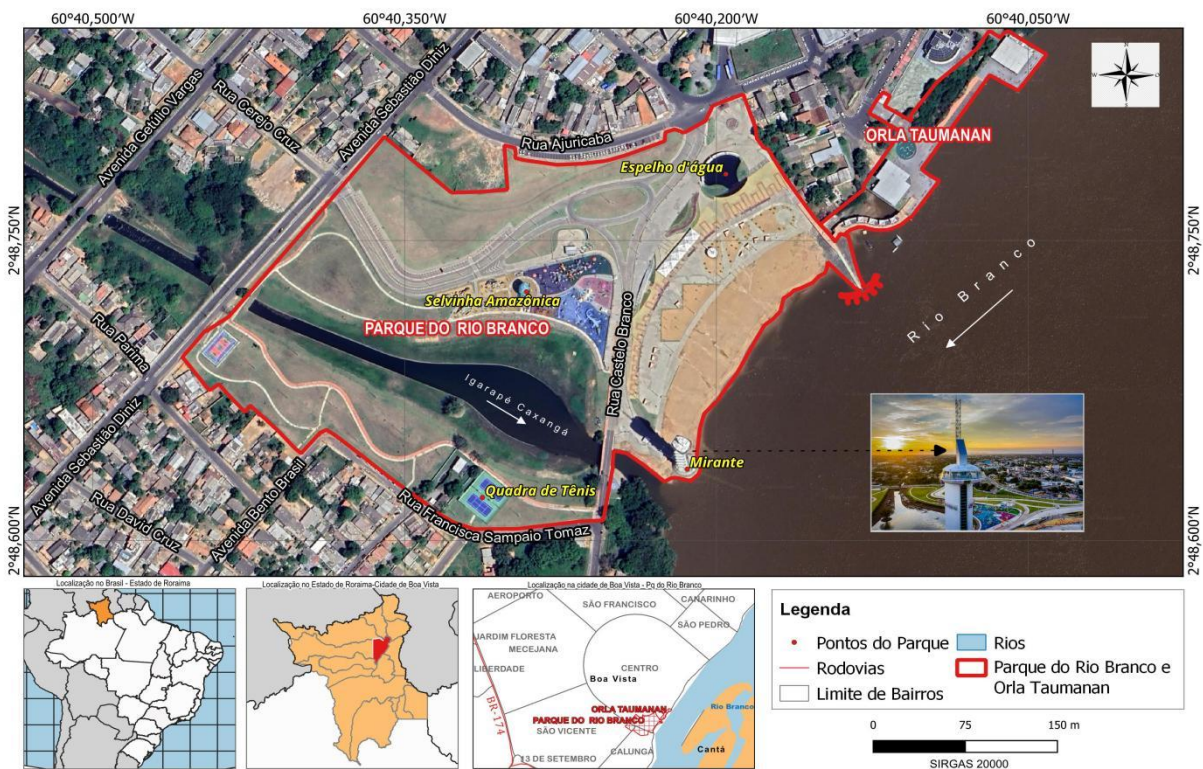 60°40,500'W
60°40,350'W
60°40,200'W
60°40,050'W
2°48,750'N
2°48,600'N
2°48,750'N
2°48,600'N
N
W
O
S
Avenida Getúlio Vargas
Rua Cerejo Cruz
Avenida Sebastião Diniz
Rua Ajuricaba
Espelho d'água
ORLA TAUMANAN
Rio Branco
Selvinha Amazônica
PARQUE DO RIO BRANCO
Rua Castelo Branco
Igarapé Caxangá
Rua Parima
Mirante
Quadra de Tênis
Avenida Sebastião Diniz
Rua David Cruz
Avenida Bento Brasil
Rua Francisca Sampaio Tomaz
Localização no Brasil - Estado de Roraima
Localização no Estado de Roraima-Cidade de Boa Vista
Localização na cidade de Boa Vista - Pq do Rio Branco
AEROPORTO
SÃO FRANCISCO
CANARINHO
SÃO PEDRO
JARDIM FLORESTA
MECEJANA
LIBERDADE
CENTRO
Boa Vista
BR-174
ORLA TAUMANAN
PARQUE DO RIO BRANCO
SÃO VICENTE
Rio Branco
CALUNGÁ
Cantá
13 DE SETEMBRO
Legenda
Pontos do Parque
Rodovias
Limite de Bairros
Rios
Parque do Rio Branco e
Orla Taumanan
0 75 150 m
SIRGAS 20000